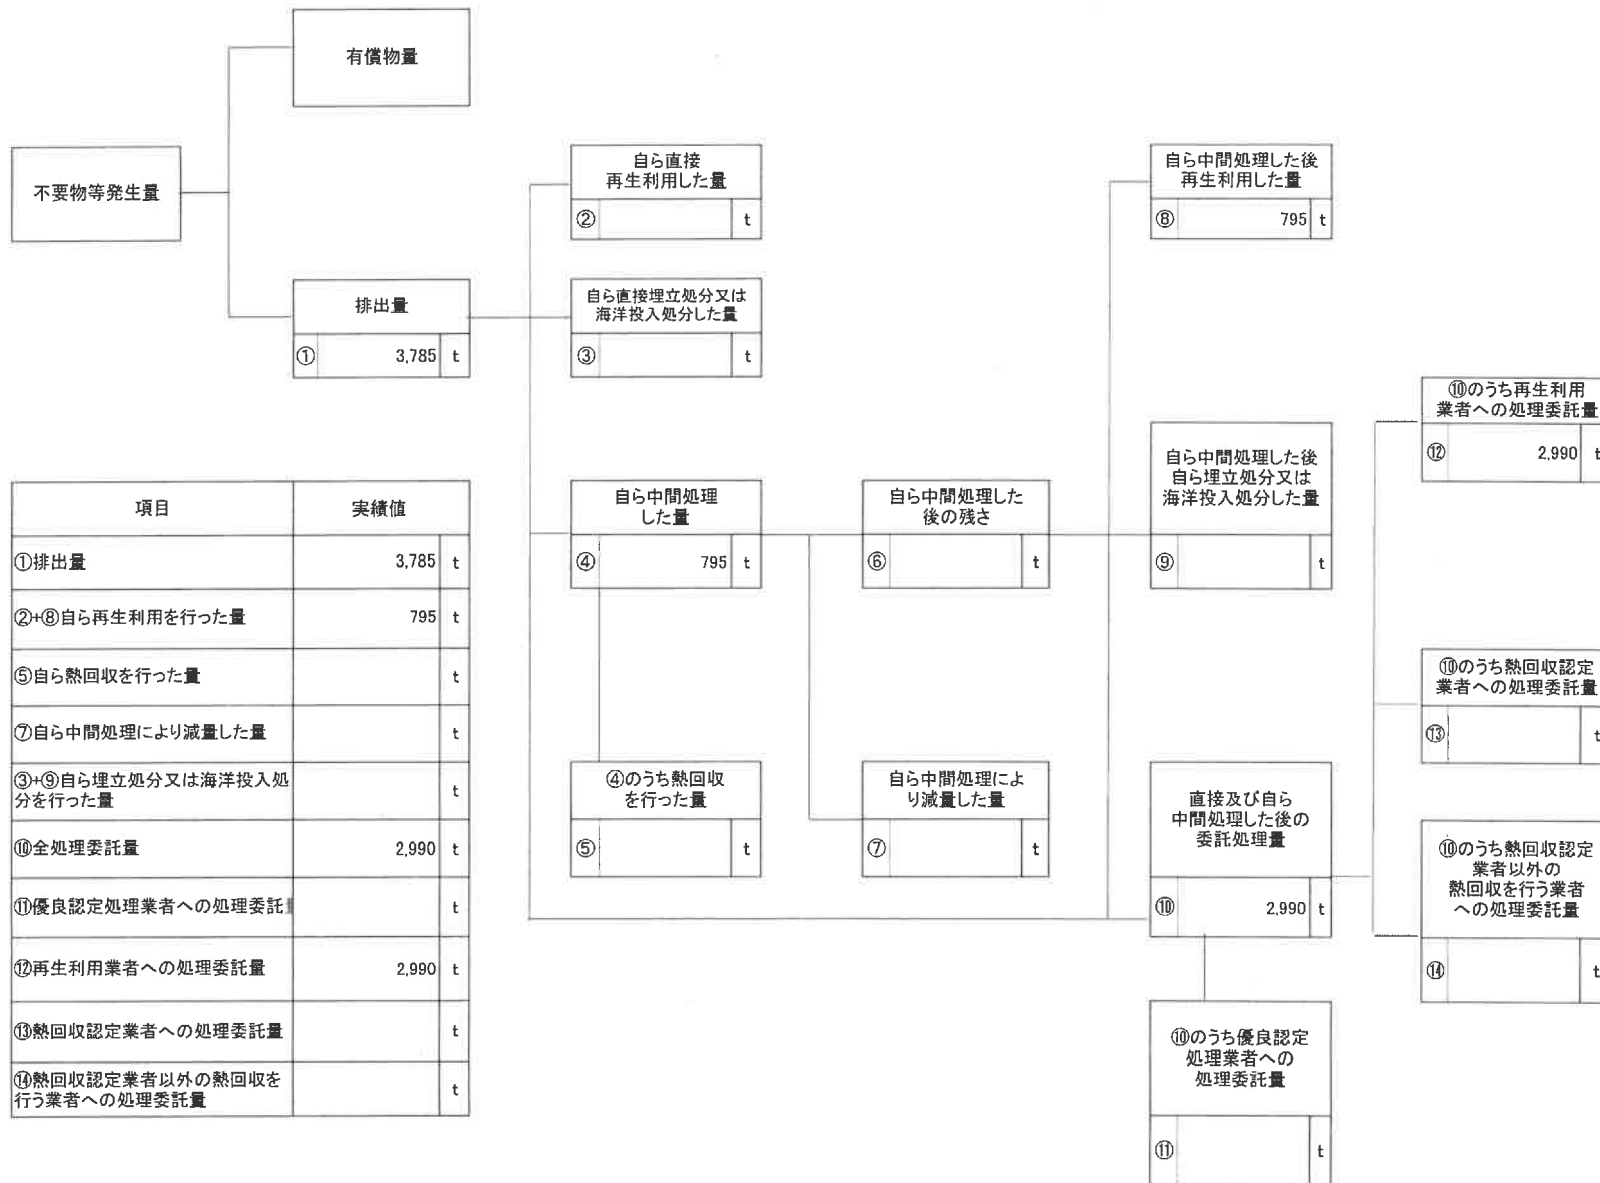 有償物量
不要物等発生量
排出量
① 3,785 t
自ら直接
再生利用した量
② t
自ら直接埋立処分又は
海洋投入処分した量
③ t
自ら中間処理した後
再生利用した量
⑧ 795 t
自ら中間処理
した量
④ 795 t
自ら中間処理した
後の残さ
⑥ t
自ら中間処理した後
自ら埋立処分又は
海洋投入処分した量
⑨ t
⑩のうち再生利用
業者への処理委託量
⑫ 2,990 t
④のうち熱回収
を行った量
⑤ t
自ら中間処理によ
り減量した量
⑦ t
直接及び自ら
中間処理した後の
委託処理量
⑩ 2,990 t
⑩のうち熱回収認定
業者への処理委託量
⑬ t
⑩のうち熱回収認定
業者以外の
熱回収を行う業者
への処理委託量
⑭ t
⑩のうち優良認定
処理業者への
処理委託量
⑪ t
項目 実績値
①排出量 3,785 t
②+⑧自ら再生利用を行った量 795 t
⑤自ら熱回収を行った量 t
⑦自ら中間処理により減量した量 t
③+⑨自ら埋立処分又は海洋投入処
分を行った量 t
⑩全処理委託量 2,990 t
⑪優良認定処理業者への処理委託 t
⑫再生利用業者への処理委託量 2,990 t
⑬熱回収認定業者への処理委託量 t
⑭熱回収認定業者以外の熱回収を
行う業者への処理委託量 t